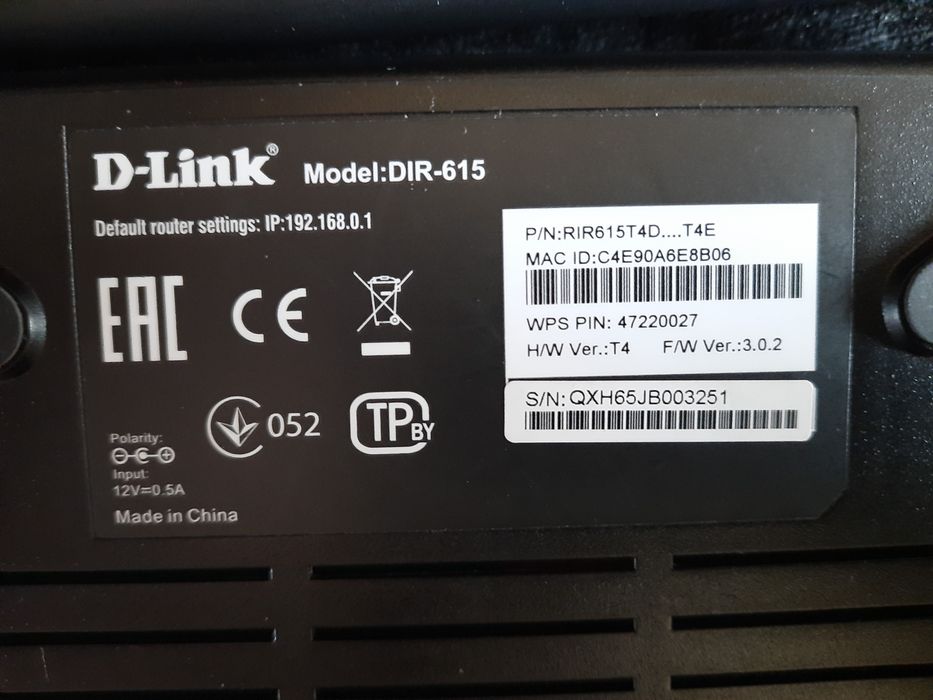 D-Link® Model:DIR-615
Default router settings: IP:192.168.0.1
P/N:RIR615T4D....T4E
MAC ID:C4E90A6E8B06
WPS PIN: 47220027
H/W Ver.:T4 F/W Ver.:3.0.2
S/N:QXH65JB003251
EAC CE
052 TP BY
Polarity:
Input:
12V=0.5A
Made in China